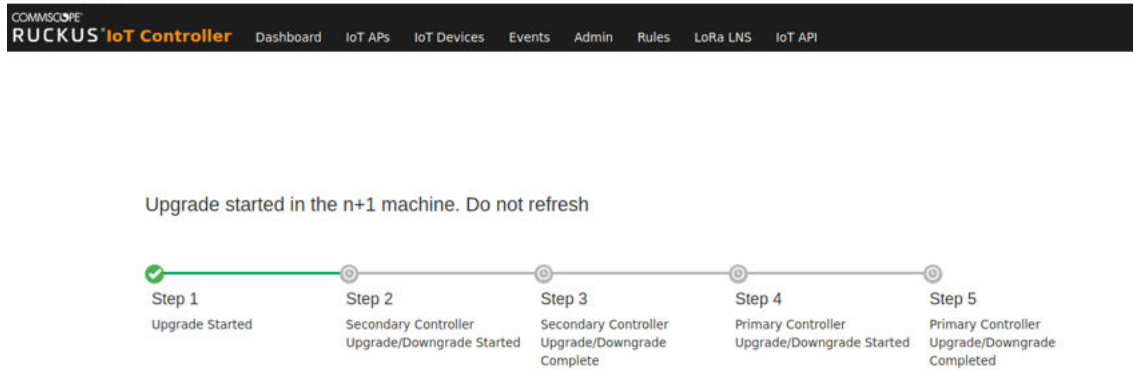 COMMSCOPE
RUCKUS IoT Controller Dashboard IoT APs IoT Devices Events Admin Rules LoRa LNS IoT API
Upgrade started in the n+1 machine. Do not refresh
Step 1 Step 2 Step 3 Step 4 Step 5
Upgrade Started Secondary Controller Secondary Controller Primary Controller Primary Controller
Upgrade/Downgrade Started Upgrade/Downgrade Upgrade/Downgrade Started Upgrade/Downgrade
Complete Completed